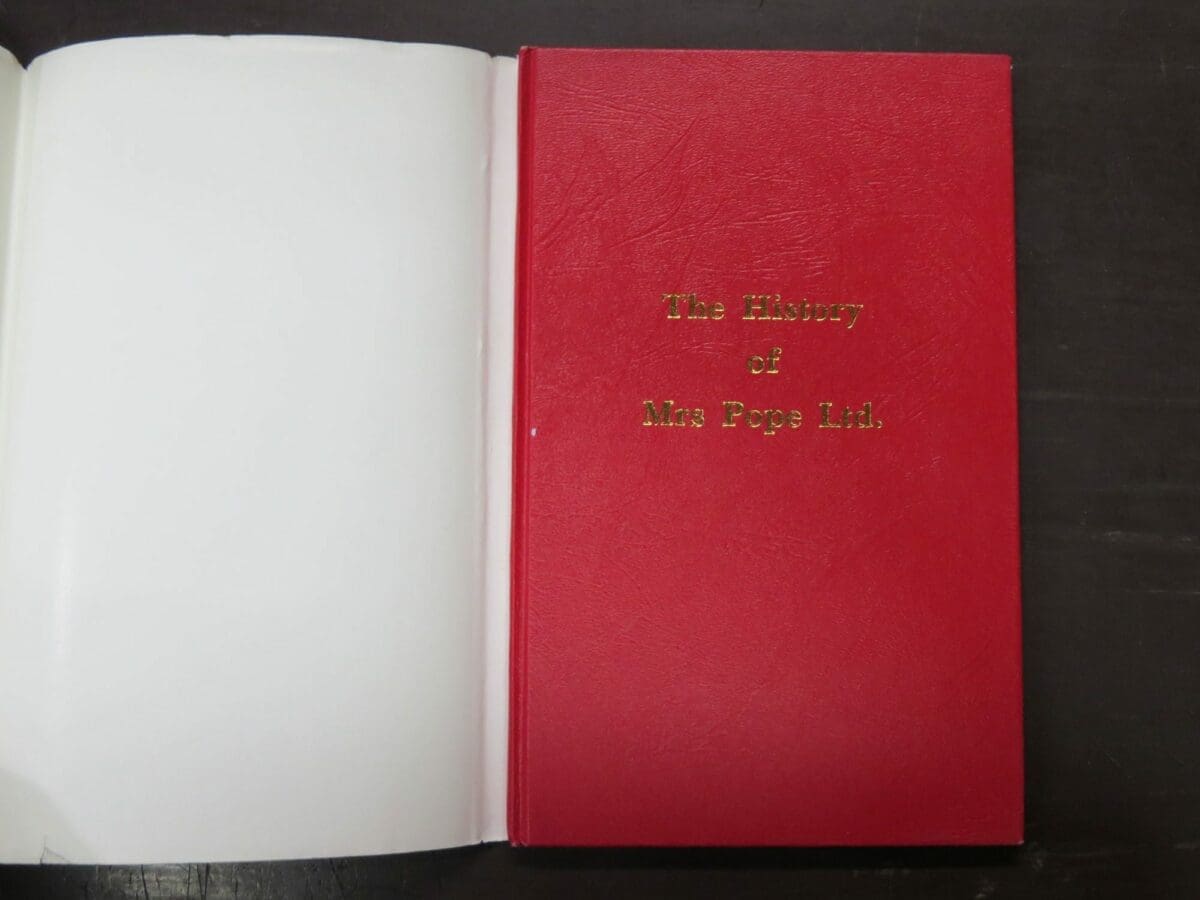 The History
of
Mrs Pope Ltd.